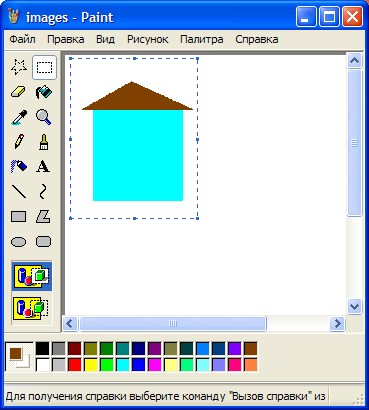 images - Paint
Файл Правка Вид Рисунок Палитра Справка
A
Для получения справки выберите команду "Вызов справки" из